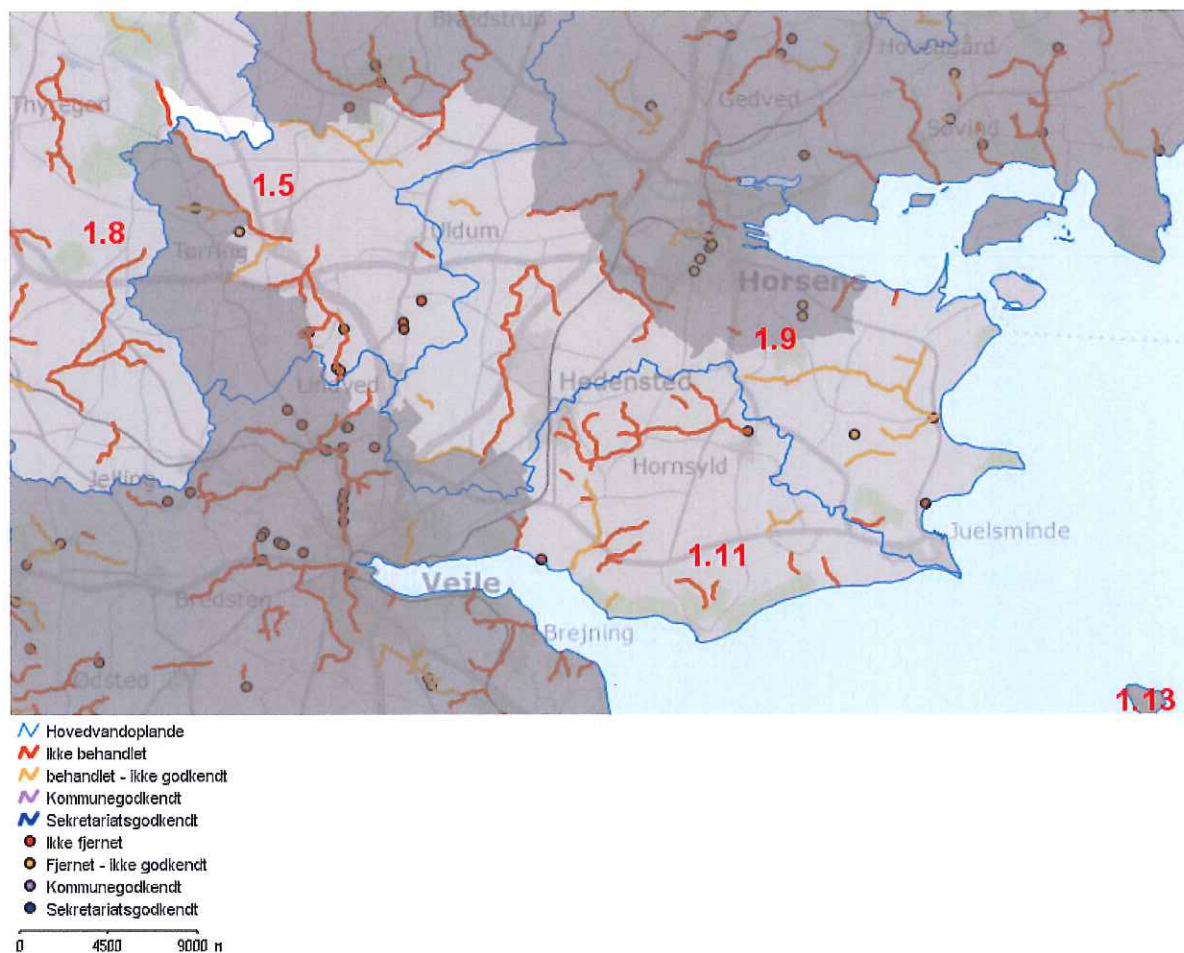 Brædstrup
Hovedgård
Thyregod
Gedved
Søvind
1.5
1.8
Uldum
Tørring
Horsens
1.9
Lindved
Hedensted
Hornsyld
Jelling
Juelsminde
1.11
Vejle
Bredsten
Brejning
Ødsted
1.13
Hovedvandoplande
Ikke behandlet
behandlet - ikke godkendt
Kommunegodkendt
Sekretariatsgodkendt
Ikke fjernet
Fjernet - ikke godkendt
Kommunegodkendt
Sekretariatsgodkendt
0 4500 9000 m